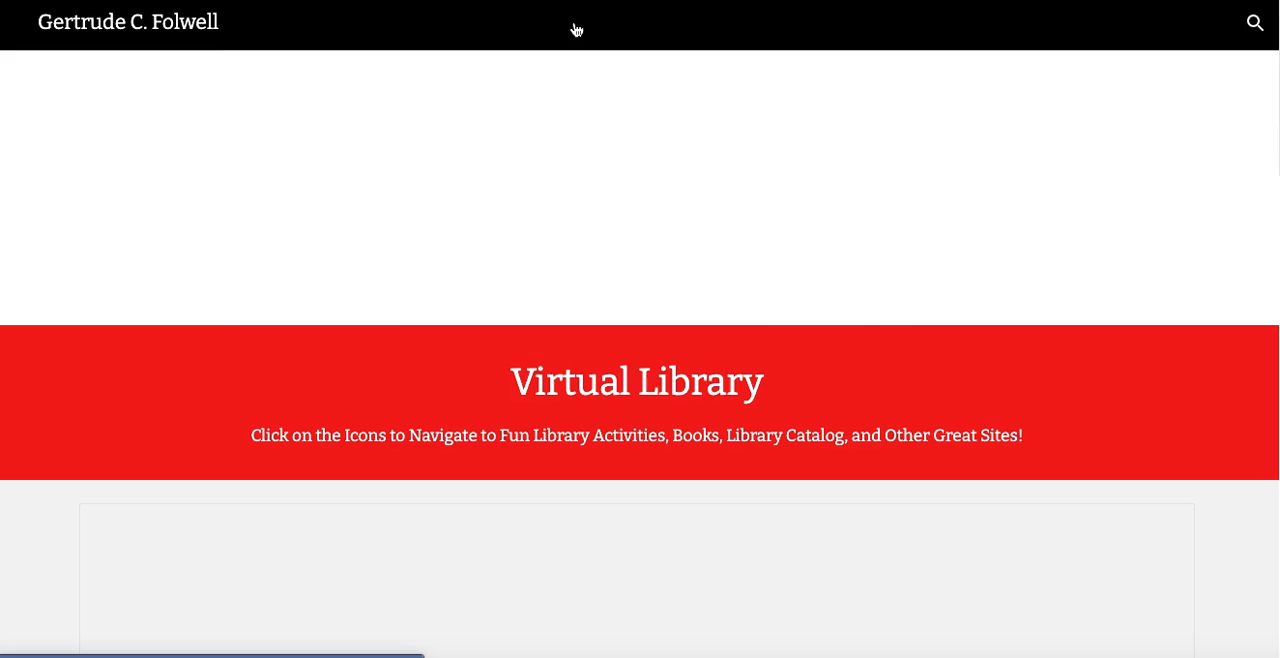 Gertrude C. Folwell
Virtual Library
Click on the Icons to Navigate to Fun Library Activities, Books, Library Catalog, and Other Great Sites!